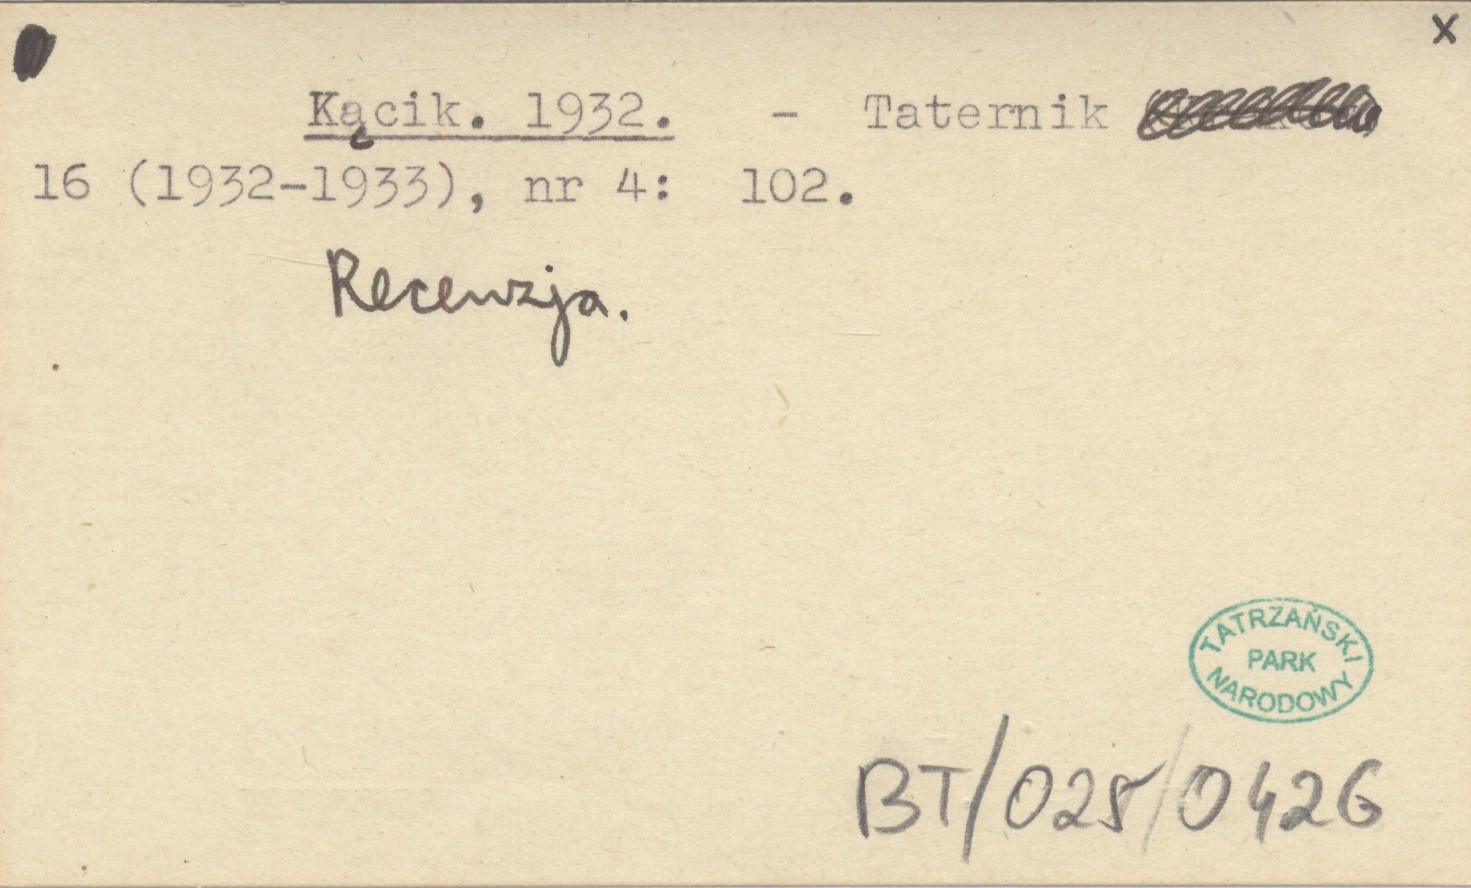 x
Kącik. 1932. - Taternik
16 (1932-1933), nr 4: 102.
Recenzja.
TATRZAŃSKI
PARK
NARODOWY
BT/025/0426